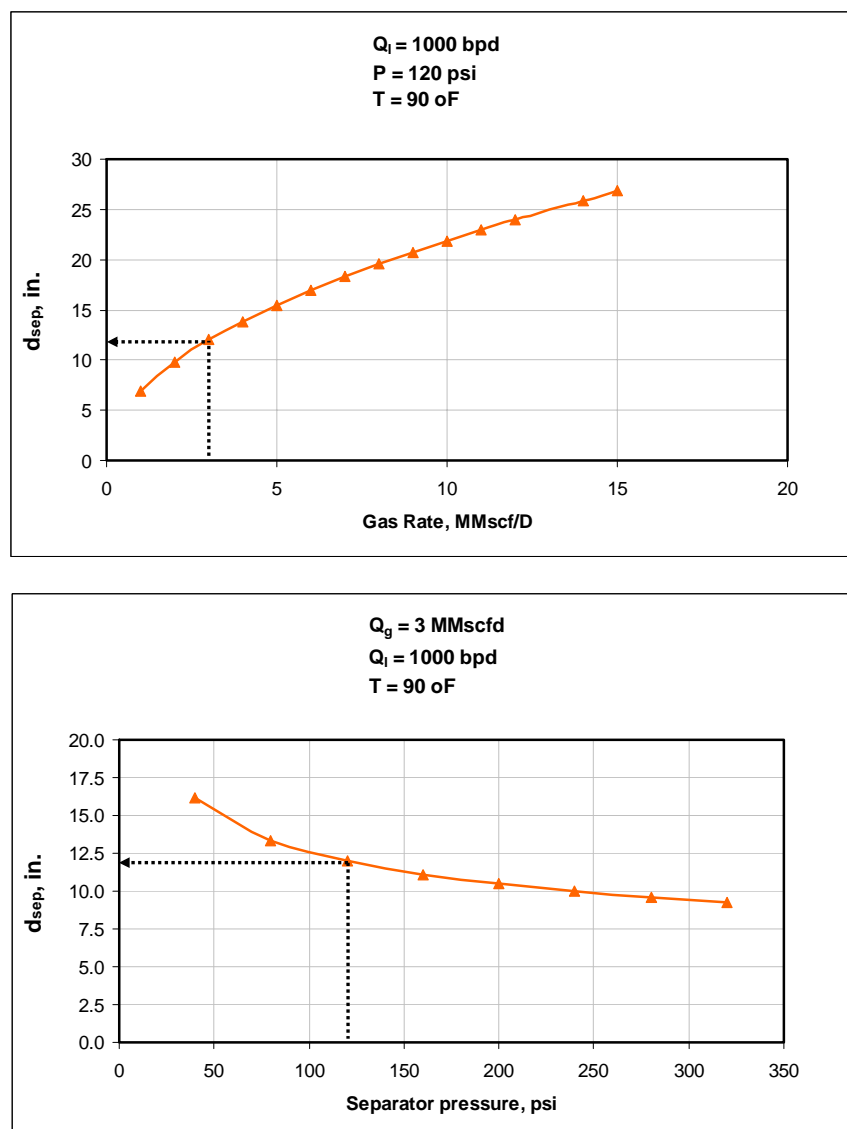 Qₗ = 1000 bpd
P = 120 psi
T = 90 oF
30
25
20
15
10
5
0
dsep, in.
0 5 10 15 20
Gas Rate, MMscf/D
Qg = 3 MMscfd
Qₗ = 1000 bpd
T = 90 oF
20.0
17.5
15.0
12.5
10.0
7.5
5.0
2.5
0.0
dsep, in.
0 50 100 150 200 250 300 350
Separator pressure, psi